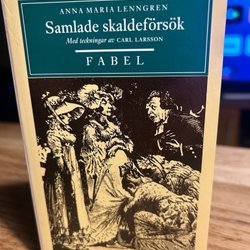 ANNA MARIA LENNGREN
Samlade skaldeförsök
Med teckningar av CARL LARSSON
FABEL